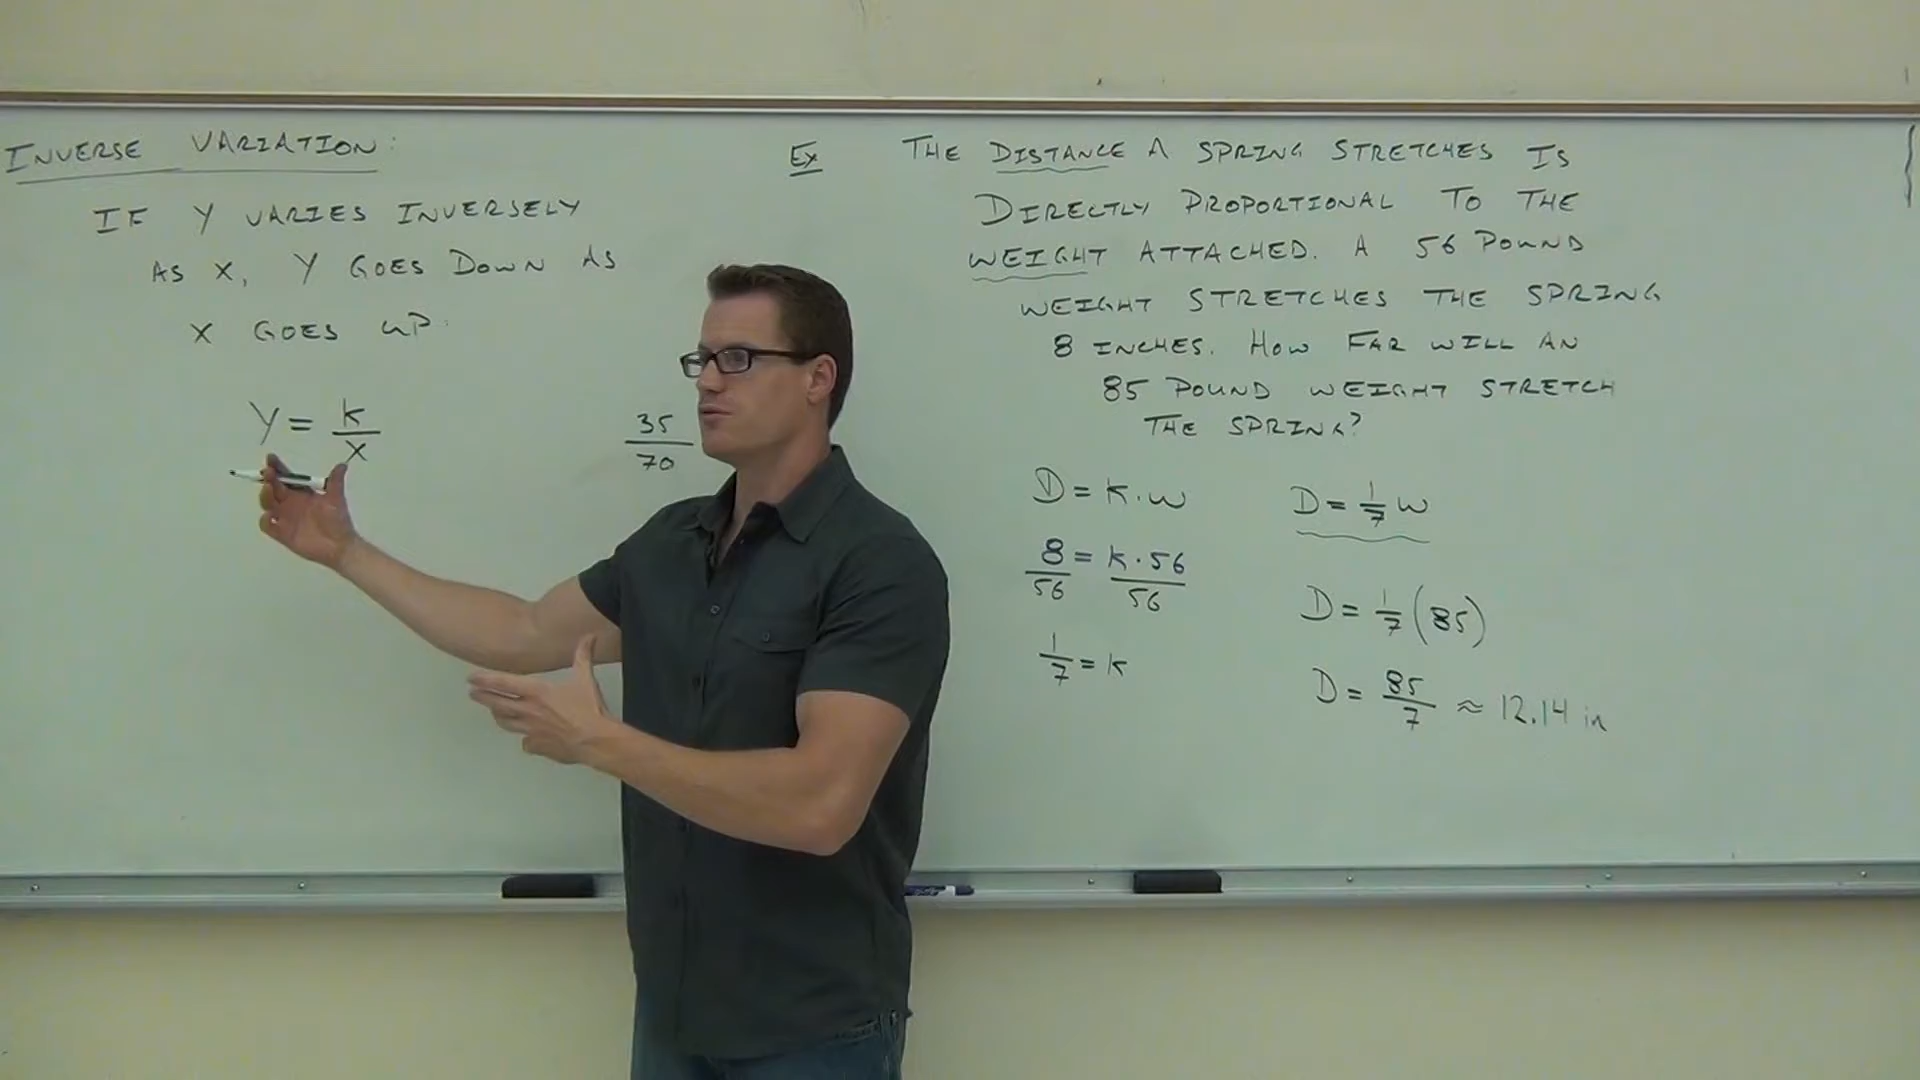 INVERSE VARIATION:
IF Y VARIES INVERSELY
AS X, Y GOES DOWN AS
X GOES UP.
Y = k/X
35/70
Ex THE DISTANCE A SPRING STRETCHES IS
DIRECTLY PROPORTIONAL TO THE
WEIGHT ATTACHED. A 56 POUND
WEIGHT STRETCHES THE SPRING
8 INCHES. HOW FAR WILL AN
85 POUND WEIGHT STRETCH
THE SPRING?
D = k·w
8/56 = k·56/56
1/7 = k
D = 1/7 w
D = 1/7 (85)
D = 85/7 ≈ 12.14 in